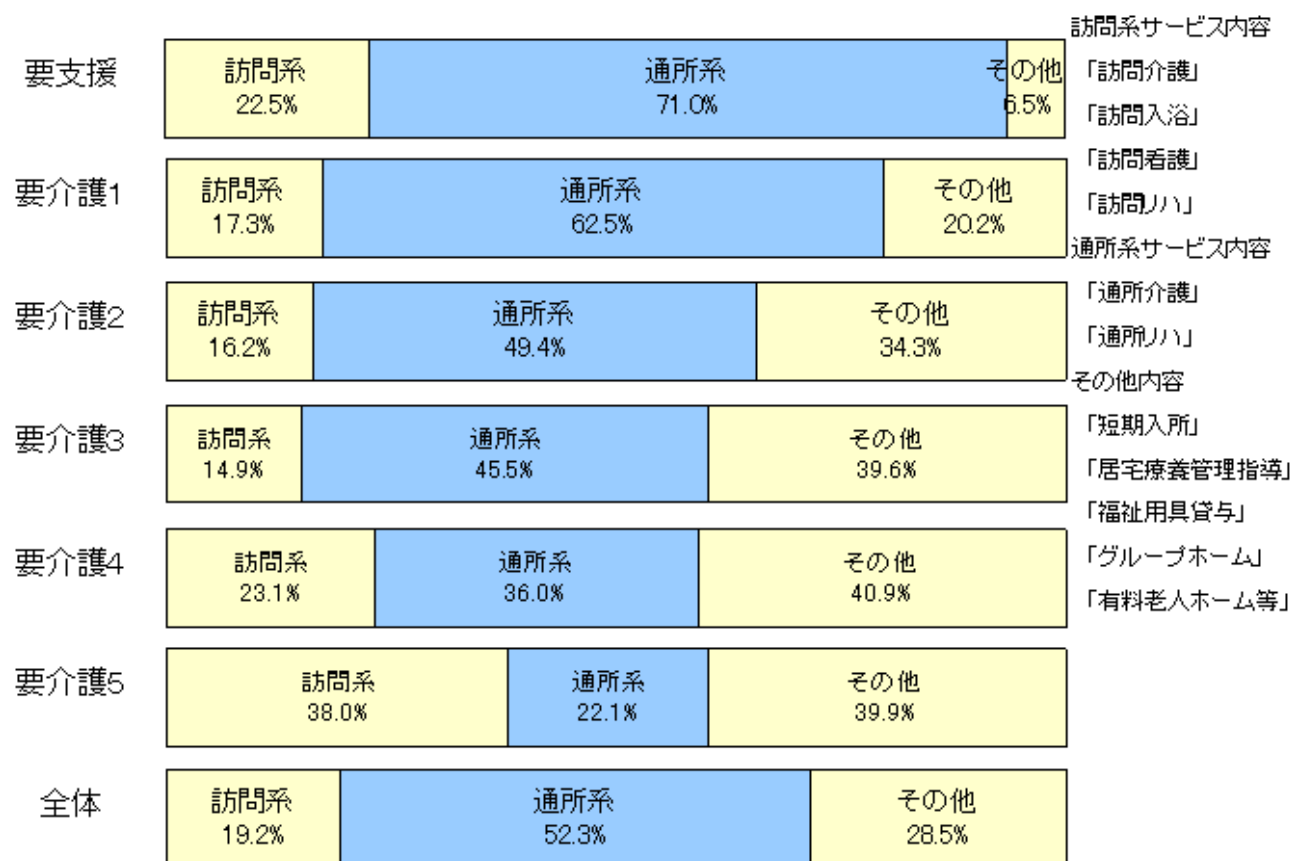 要支援
訪問系
22.5%
通所系
71.0%
その他
6.5%
要介護1
訪問系
17.3%
通所系
62.5%
その他
20.2%
要介護2
訪問系
16.2%
通所系
49.4%
その他
34.3%
要介護3
訪問系
14.9%
通所系
45.5%
その他
39.6%
要介護4
訪問系
23.1%
通所系
36.0%
その他
40.9%
要介護5
訪問系
38.0%
通所系
22.1%
その他
39.9%
全体
訪問系
19.2%
通所系
52.3%
その他
28.5%
訪問系サービス内容
「訪問介護」
「訪問入浴」
「訪問看護」
「訪問リハ」
通所系サービス内容
「通所介護」
「通所リハ」
その他内容
「短期入所」
「居宅療養管理指導」
「福祉用具貸与」
「グループホーム」
「有料老人ホーム等」